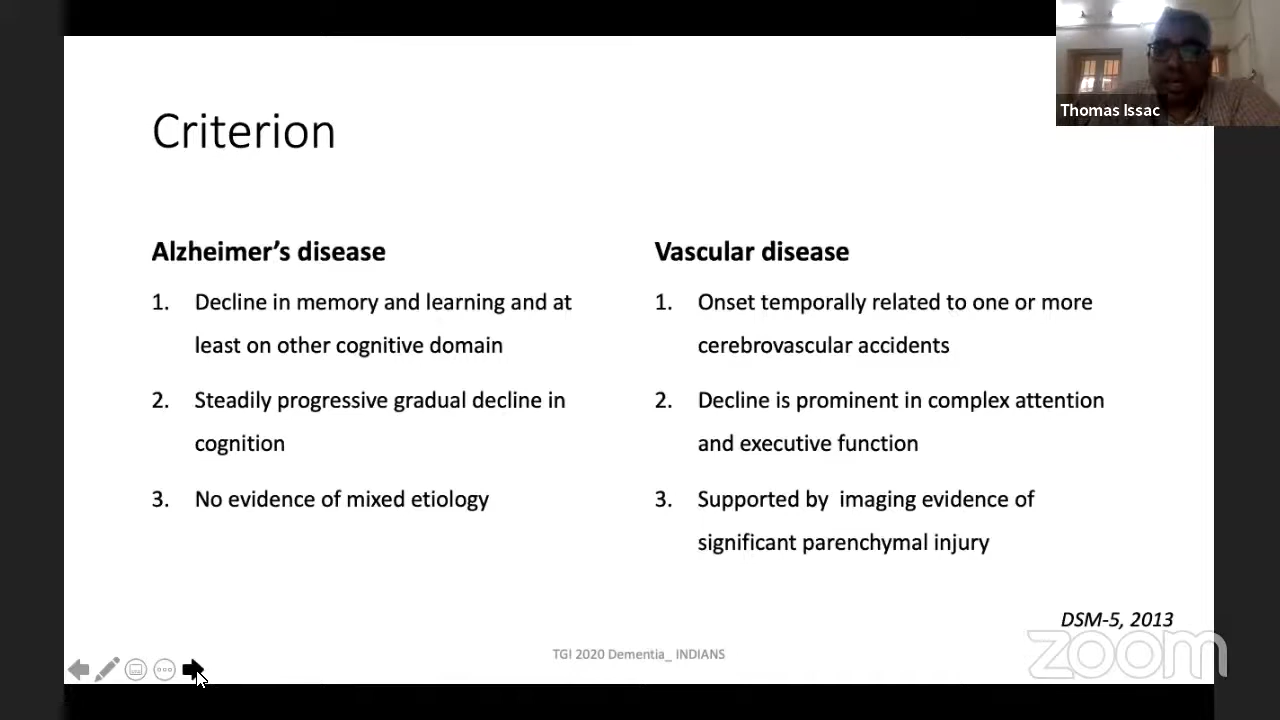 Thomas Issac
Criterion
Alzheimer’s disease
1. Decline in memory and learning and at
least on other cognitive domain
2. Steadily progressive gradual decline in
cognition
3. No evidence of mixed etiology
Vascular disease
1. Onset temporally related to one or more
cerebrovascular accidents
2. Decline is prominent in complex attention
and executive function
3. Supported by  imaging evidence of
significant parenchymal injury
DSM-5, 2013
TGI 2020 Dementia_ INDIANS
zoom